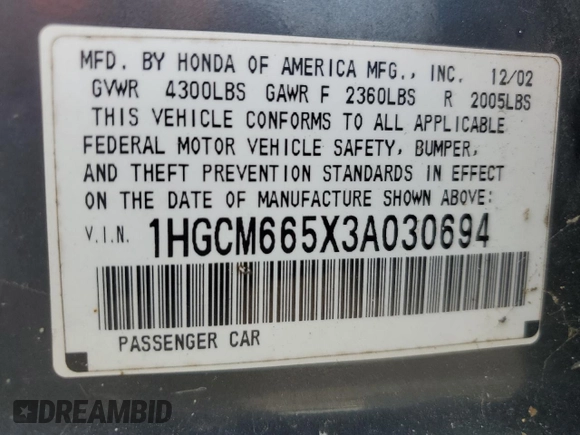 MFD. BY HONDA OF AMERICA MFG., INC. 12/02
GVWR 4300LBS GAWR F 2360LBS R 2005LBS
THIS VEHICLE CONFORMS TO ALL APPLICABLE
FEDERAL MOTOR VEHICLE SAFETY, BUMPER,
AND THEFT PREVENTION STANDARDS IN EFFECT
ON THE DATE OF MANUFACTURE SHOWN ABOVE:
V.I.N. 1HGCM665X3A030694
PASSENGER CAR
DREAMBID